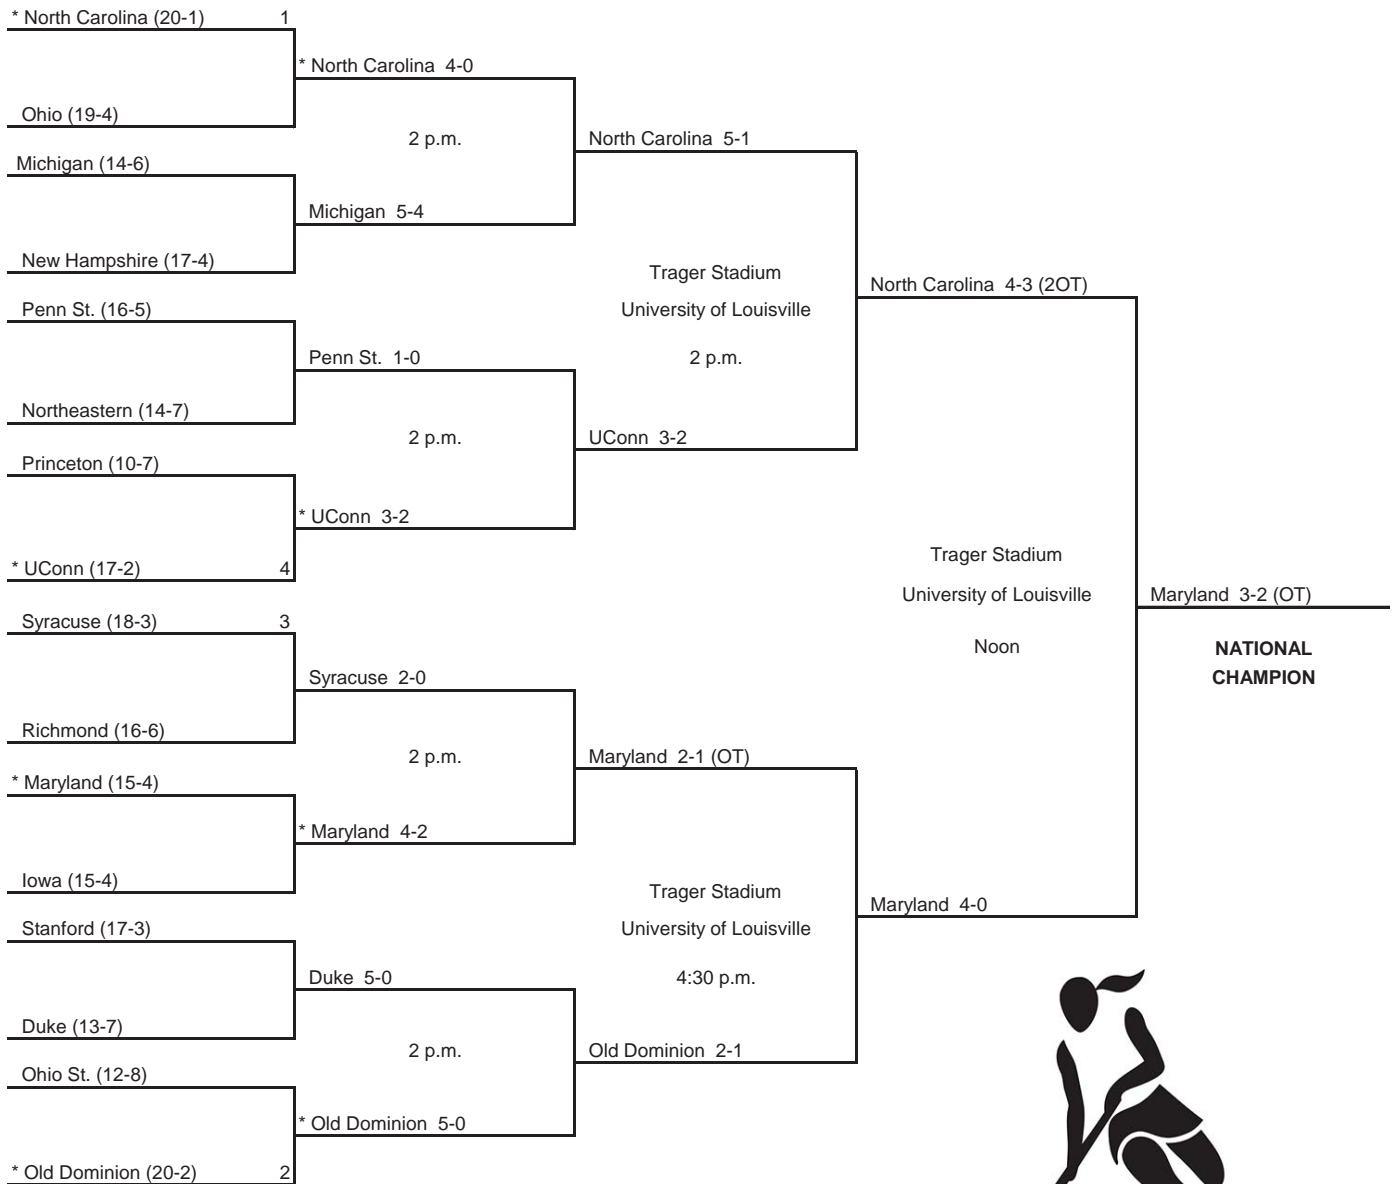 * North Carolina (20-1) 1
Ohio (19-4)
Michigan (14-6)
New Hampshire (17-4)
Penn St. (16-5)
Northeastern (14-7)
Princeton (10-7)
* UConn (17-2) 4
Syracuse (18-3) 3
Richmond (16-6)
* Maryland (15-4)
Iowa (15-4)
Stanford (17-3)
Duke (13-7)
Ohio St. (12-8)
* Old Dominion (20-2) 2
* North Carolina 4-0
2 p.m.
Michigan 5-4
Penn St. 1-0
2 p.m.
* UConn 3-2
Syracuse 2-0
2 p.m.
* Maryland 4-2
Duke 5-0
2 p.m.
* Old Dominion 5-0
North Carolina 5-1
Trager Stadium
University of Louisville
2 p.m.
UConn 3-2
Maryland 2-1 (OT)
Trager Stadium
University of Louisville
4:30 p.m.
Old Dominion 2-1
North Carolina 4-3 (2OT)
Trager Stadium
University of Louisville
Noon
Maryland 4-0
Maryland 3-2 (OT)
NATIONAL
CHAMPION